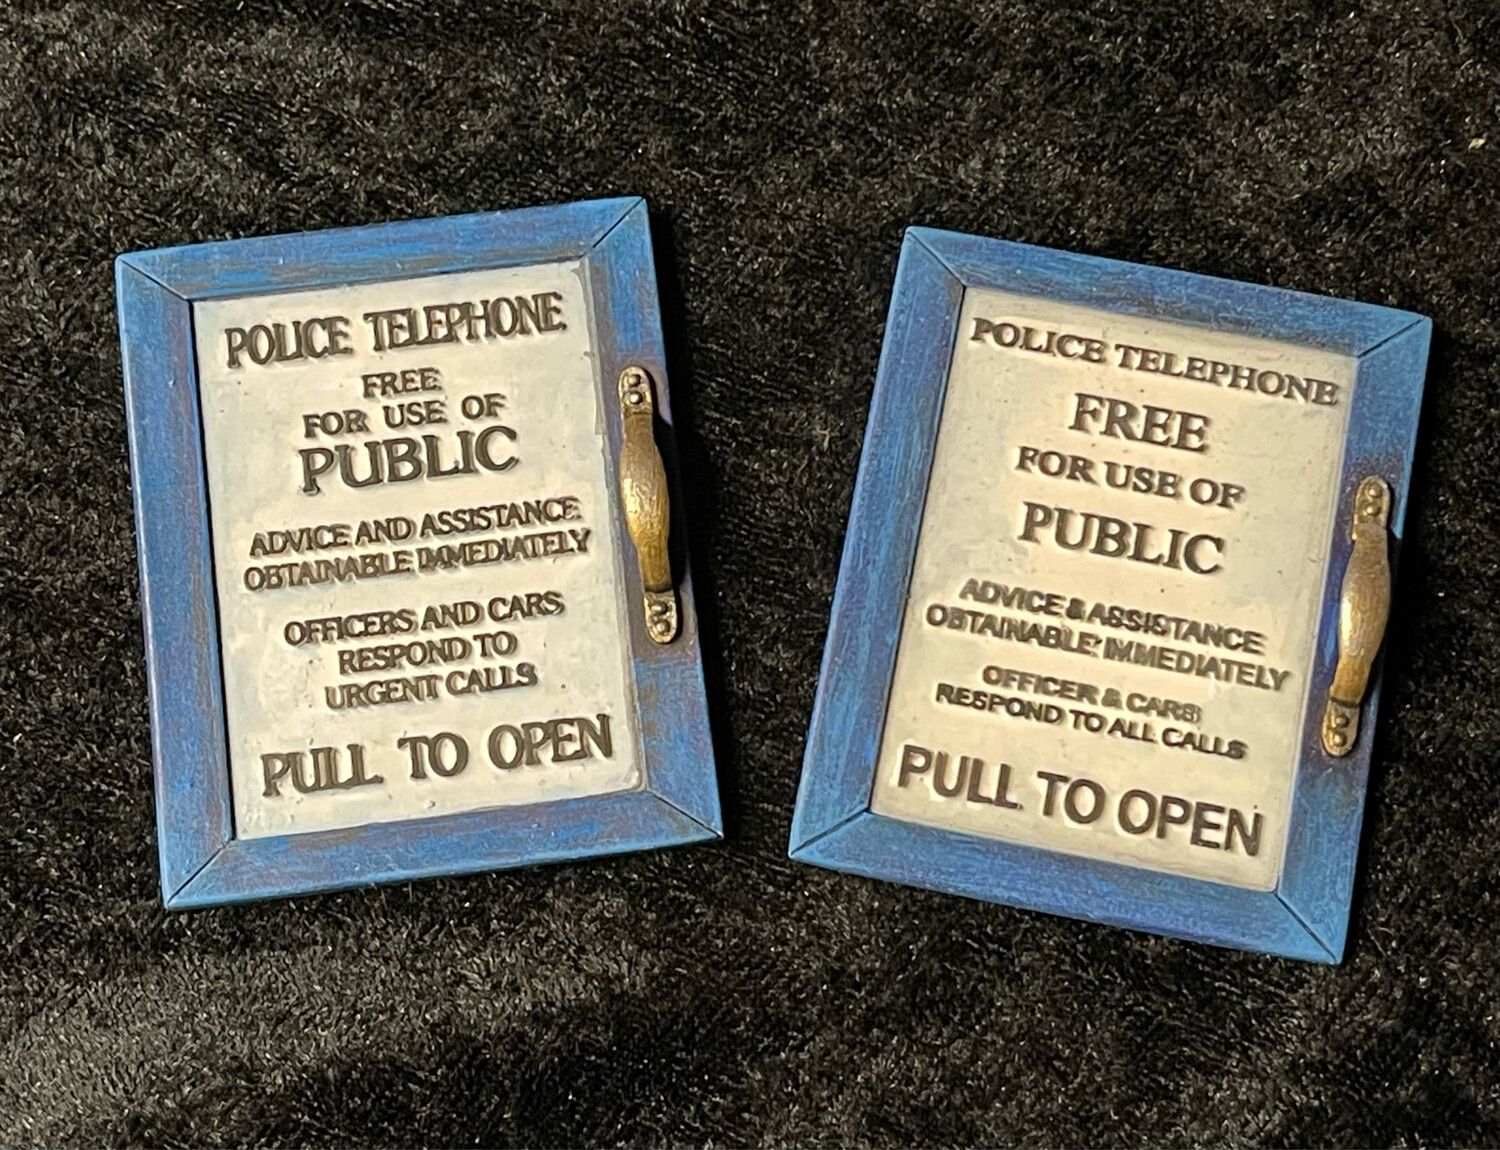 POLICE TELEPHONE
FREE
FOR USE OF
PUBLIC
ADVICE AND ASSISTANCE
OBTAINABLE IMMEDIATELY
OFFICERS AND CARS
RESPOND TO
URGENT CALLS
PULL TO OPEN
POLICE TELEPHONE
FREE
FOR USE OF
PUBLIC
ADVICE & ASSISTANCE
OBTAINABLE IMMEDIATELY
OFFICER & CARS
RESPOND TO ALL CALLS
PULL TO OPEN